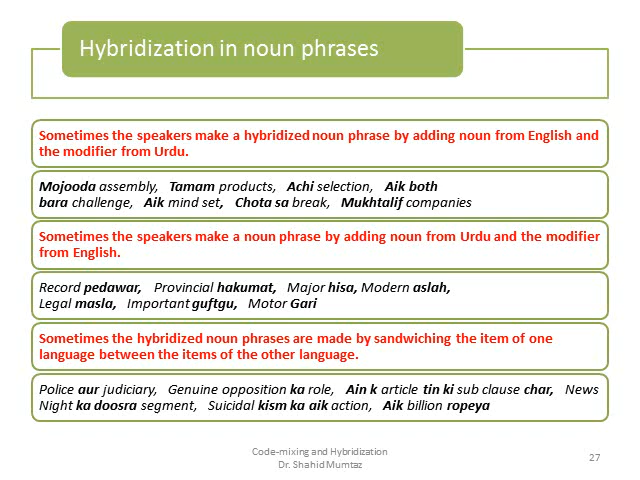 Hybridization in noun phrases
Sometimes the speakers make a hybridized noun phrase by adding noun from English and
the modifier from Urdu.
Mojooda assembly, Tamam products, Achi selection, Aik both
bara challenge, Aik mind set, Chota sa break, Mukhtalif companies
Sometimes the speakers make a noun phrase by adding noun from Urdu and the modifier
from English.
Record pedawar, Provincial hakumat, Major hisa, Modern aslah,
Legal masla, Important guftgu, Motor Gari
Sometimes the hybridized noun phrases are made by sandwiching the item of one
language between the items of the other language.
Police aur judiciary, Genuine opposition ka role, Ain k article tin ki sub clause char, News
Night ka doosra segment, Suicidal kism ka aik action, Aik billion ropeya
Code-mixing and Hybridization
Dr. Shahid Mumtaz
27